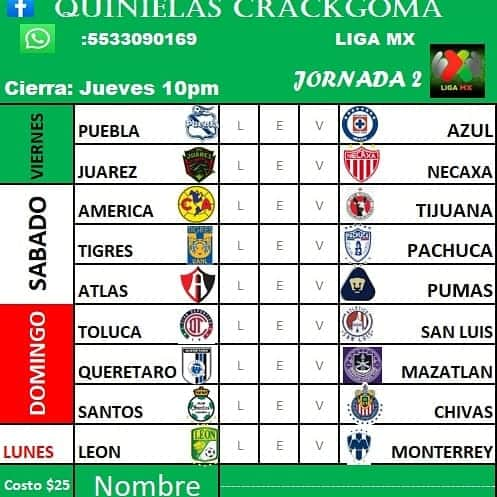 QUINIELAS CRACKGOMA
:5533090169 LIGA MX
Cierra: Jueves 10pm JORNADA 2
LIGA MX
VIERNES
PUEBLA L E V AZUL
JUAREZ L E V NECAXA
SABADO
AMERICA L E V TIJUANA
TIGRES L E V PACHUCA
ATLAS L E V PUMAS
DOMINGO
TOLUCA L E V SAN LUIS
QUERETARO L E V MAZATLAN
SANTOS L E V CHIVAS
LUNES LEON L E V MONTERREY
Costo $25 Nombre